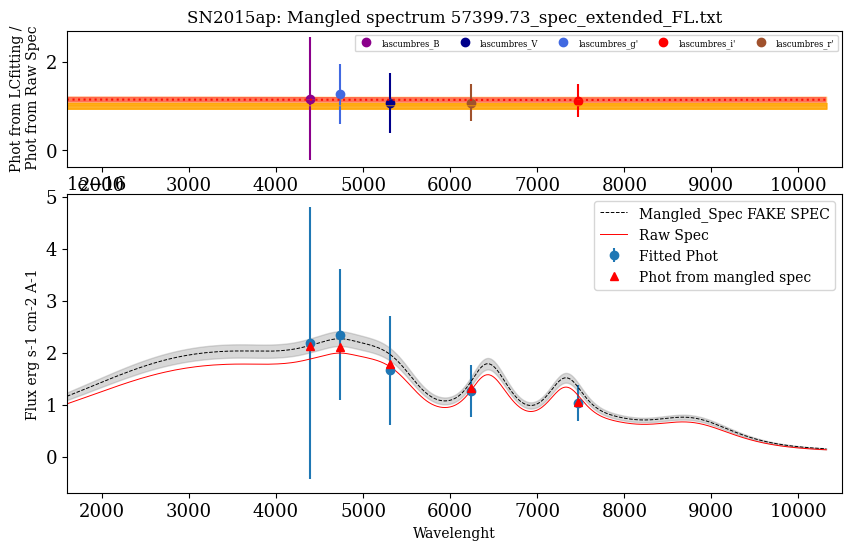 SN2015ap: Mangled spectrum 57399.73_spec_extended_FL.txt
Phot from LCfitting /
Phot from Raw Spec
lascumbres_B lascumbres_V lascumbres_g' lascumbres_i' lascumbres_r'
2
0
2000 3000 4000 5000 6000 7000 8000 9000 10000
1e−16
Flux erg s-1 cm-2 A-1
Mangled_Spec FAKE SPEC
Raw Spec
Fitted Phot
Phot from mangled spec
5
4
3
2
1
0
2000 3000 4000 5000 6000 7000 8000 9000 10000
Wavelenght